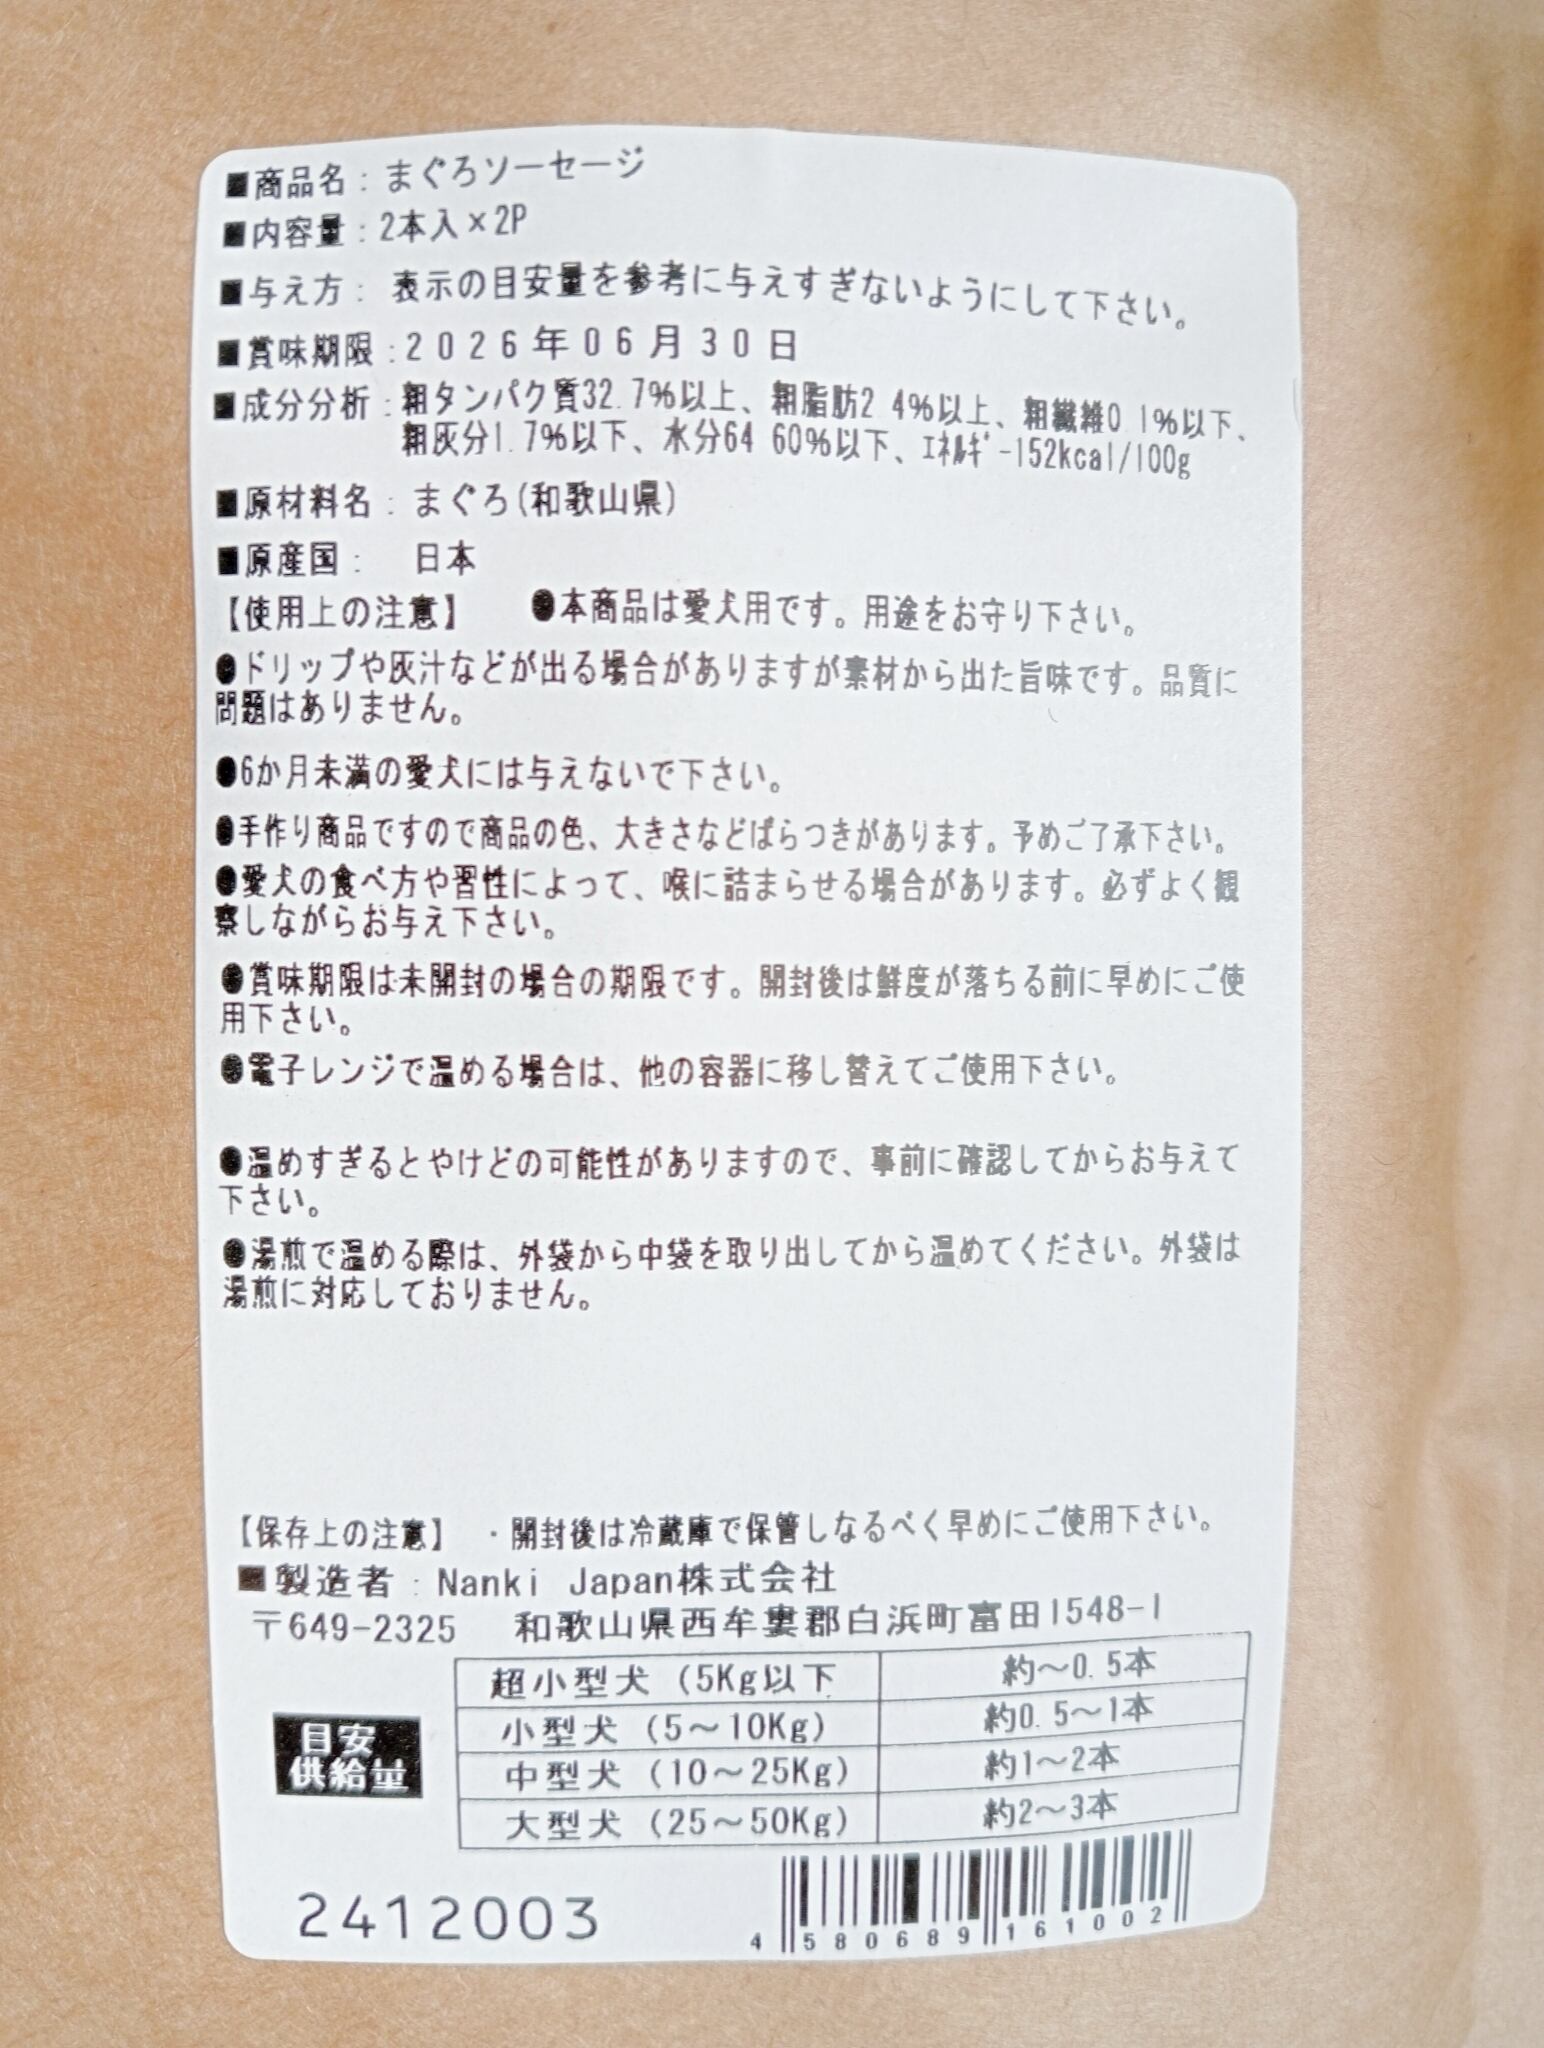 ■商品名：まぐろソーセージ
■内容量：2本入×2P
■与え方： 表示の目安量を参考に与えすぎないようにして下さい。
■賞味期限：2026年06月30日
■成分分析：粗タンパク質32.7%以上、粗脂肪2.4%以上、粗繊維0.1%以下、
粗灰分1.7%以下、水分64.60%以下、ｴﾈﾙｷﾞｰ152kcal/100g
■原材料名：まぐろ(和歌山県)
■原産国： 日本
【使用上の注意】 ●本商品は愛犬用です。用途をお守り下さい。
●ドリップや灰汁などが出る場合がありますが素材から出た旨味です。品質に
問題はありません。
●6か月未満の愛犬には与えないで下さい。
●手作り商品ですので商品の色、大きさなどばらつきがあります。予めご了承下さい。
●愛犬の食べ方や習性によって、喉に詰まらせる場合があります。必ずよく観
察しながらお与え下さい。
●賞味期限は未開封の場合の期限です。開封後は鮮度が落ちる前に早めにご使
用下さい。
●電子レンジで温める場合は、他の容器に移し替えてご使用下さい。
●温めすぎるとやけどの可能性がありますので、事前に確認してからお与えて
下さい。
●湯煎で温める際は、外袋から中袋を取り出してから温めてください。外袋は
湯煎に対応しておりません。
【保存上の注意】 ・開封後は冷蔵庫で保管しなるべく早めにご使用下さい。
■製造者：Nanki Japan株式会社
〒649-2325 和歌山県西牟婁郡白浜町富田1548-1
目安
供給量
超小型犬（5Kg以下 約～0.5本
小型犬（5～10Kg） 約0.5～1本
中型犬（10～25Kg） 約1～2本
大型犬（25～50Kg） 約2～3本
2412003
4 580689 161002